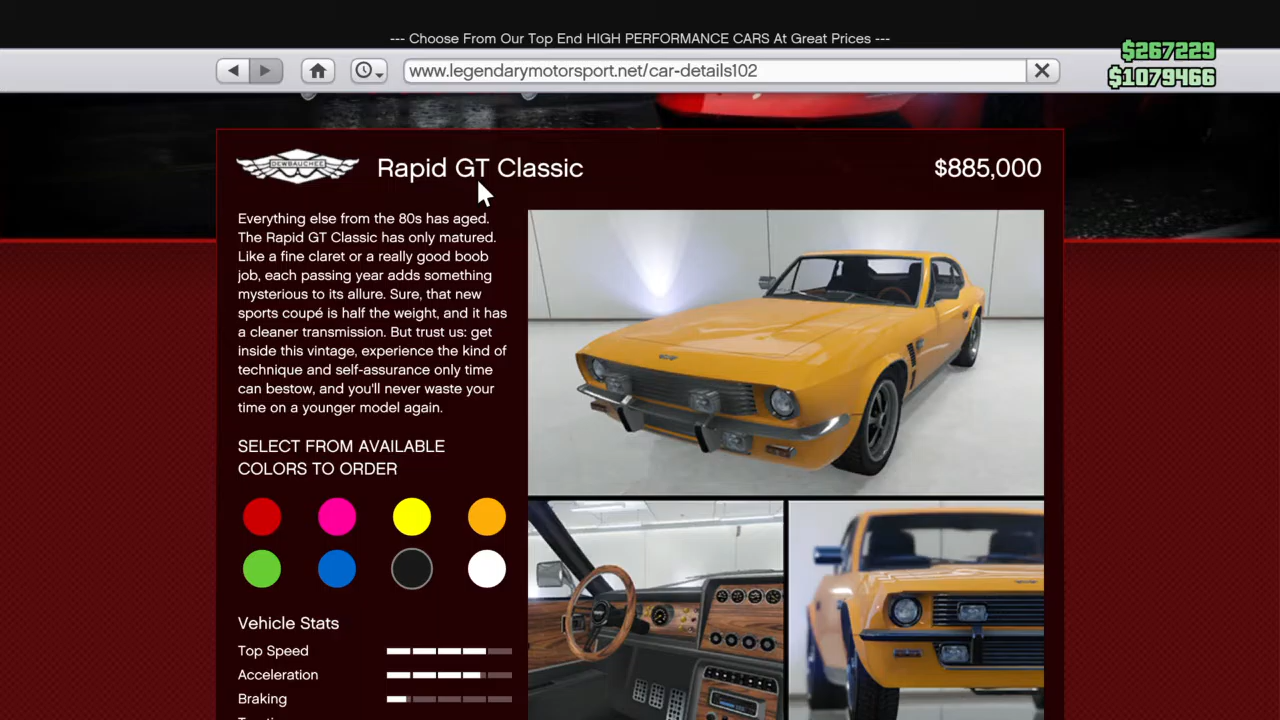 --- Choose From Our Top End HIGH PERFORMANCE CARS At Great Prices ---
$267229
www.legendarymotorsport.net/car-details102
$1079466
DEWBAUCHEE
Rapid GT Classic
$885,000
Everything else from the 80s has aged.
The Rapid GT Classic has only matured.
Like a fine claret or a really good boob
job, each passing year adds something
mysterious to its allure. Sure, that new
sports coupé is half the weight, and it has
a cleaner transmission. But trust us: get
inside this vintage, experience the kind of
technique and self-assurance only time
can bestow, and you'll never waste your
time on a younger model again.
SELECT FROM AVAILABLE
COLORS TO ORDER
Vehicle Stats
Top Speed
Acceleration
Braking